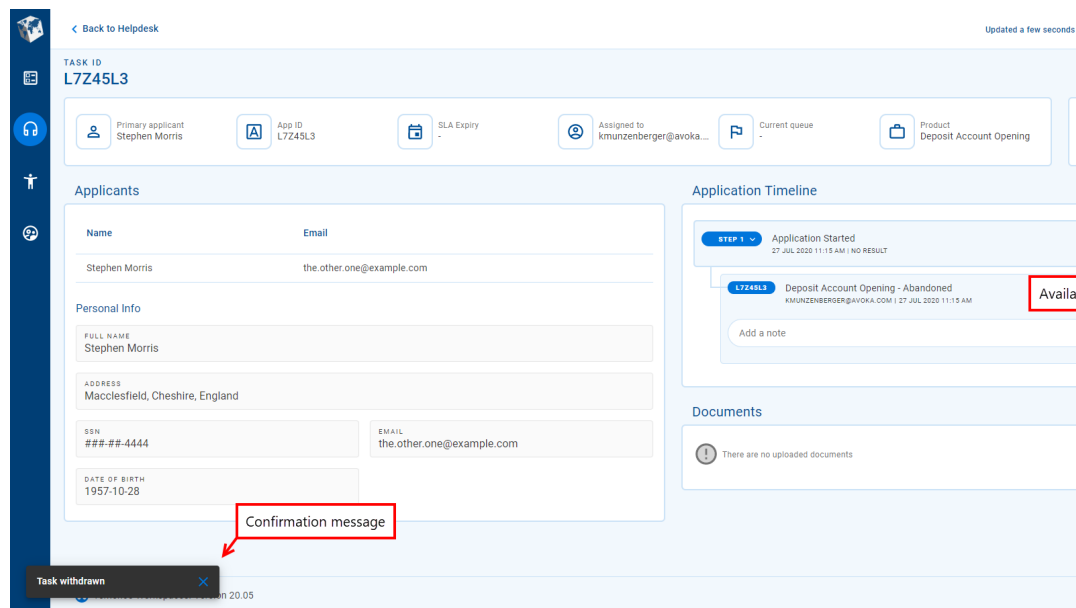 Back to Helpdesk
Updated a few seconds
TASK ID
L7Z45L3
Primary applicant
Stephen Morris
App ID
L7Z45L3
SLA Expiry
-
Assigned to
kmunzenberger@avoka....
Current queue
-
Product
Deposit Account Opening
Applicants
Name Email
Stephen Morris the.other.one@example.com
Personal Info
FULL NAME
Stephen Morris
ADDRESS
Macclesfield, Cheshire, England
SSN
###-##-4444
EMAIL
the.other.one@example.com
DATE OF BIRTH
1957-10-28
Application Timeline
STEP 1 Application Started
27 JUL 2020 11:15 AM | NO RESULT
L7Z45L3 Deposit Account Opening - Abandoned
KMUNZENBERGER@AVOKA.COM | 27 JUL 2020 11:15 AM
Add a note
Documents
There are no uploaded documents
Confirmation message
Task withdrawn
20.05